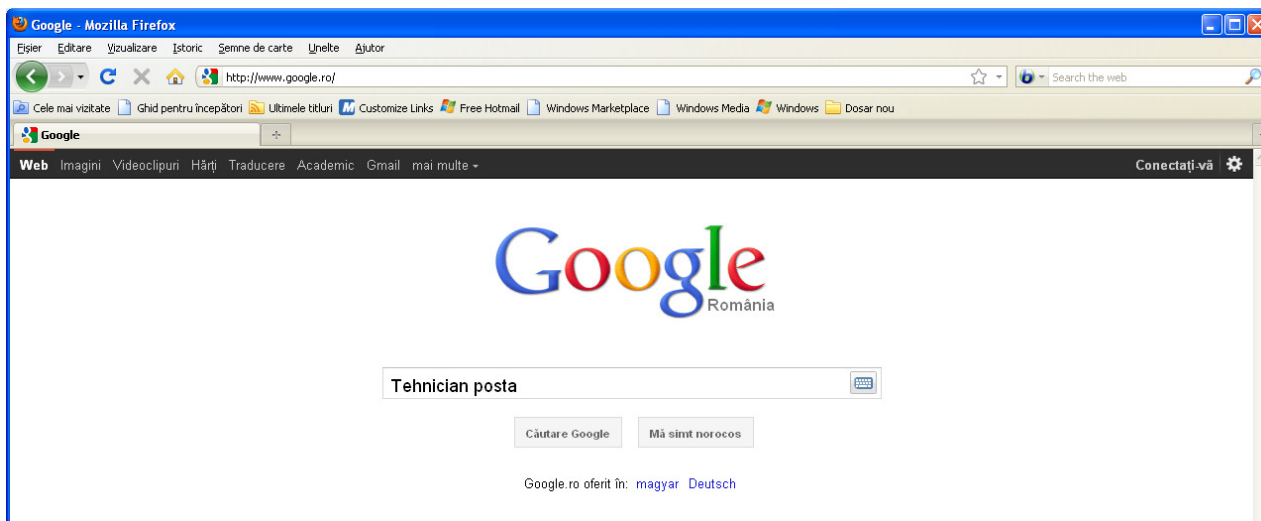 Google - Mozilla Firefox
Fişier Editare Vizualizare Istoric Semne de carte Unelte Ajutor
http://www.google.ro/ Search the web
Cele mai vizitate Ghid pentru începători Ultimele titluri Customize Links Free Hotmail Windows Marketplace Windows Media Windows Dosar nou
Google
Web Imagini Videoclipuri Hărți Traducere Academic Gmail mai multe Conectați-vă
Google
România
Tehnician posta
Căutare Google Mă simt norocos
Google.ro oferit în: magyar Deutsch